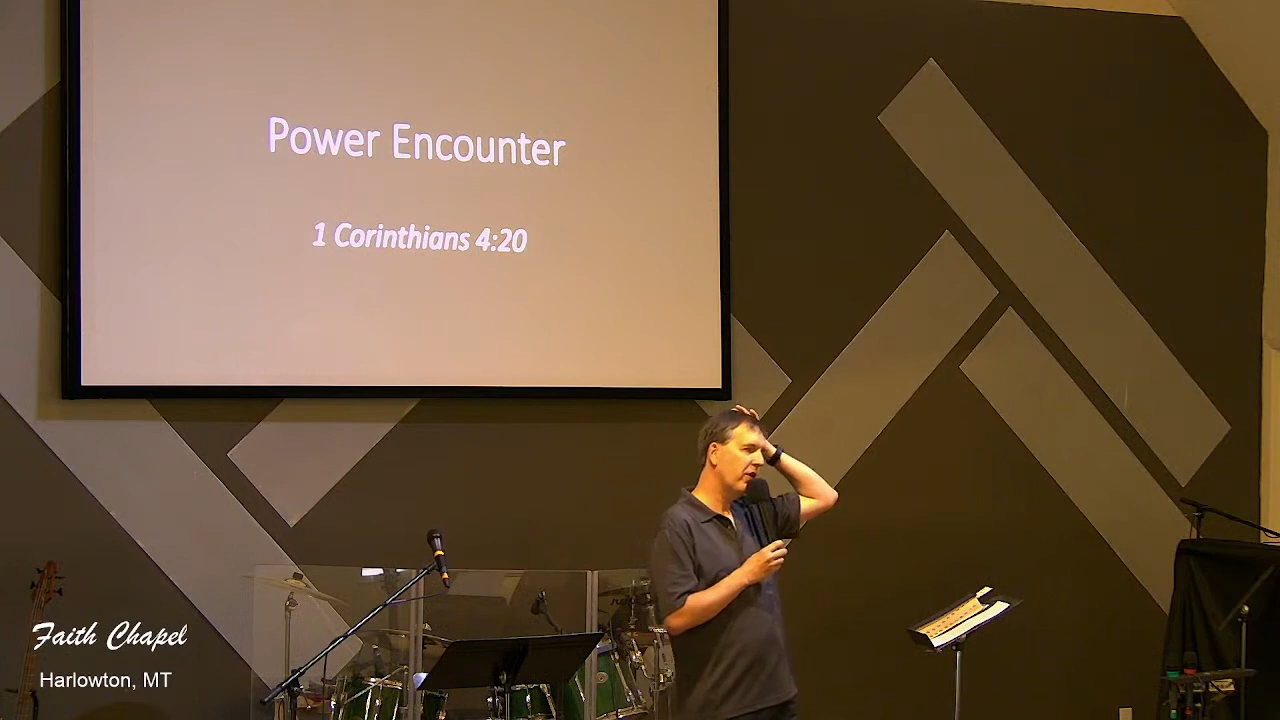 Power Encounter
1 Corinthians 4:20
Faith Chapel
Harlowton, MT